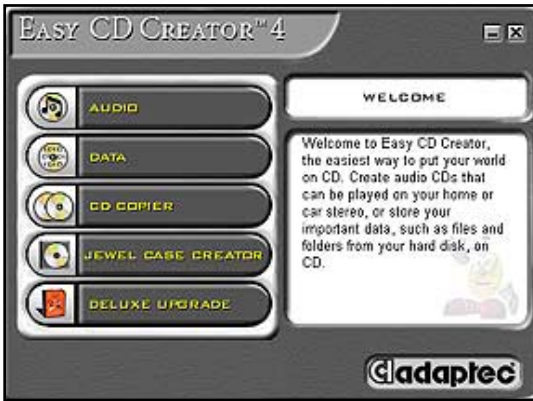 EASY CD CREATOR™ 4
AUDIO
DATA
CD COPIER
JEWEL CASE CREATOR
DELUXE UPGRADE
WELCOME
Welcome to Easy CD Creator,
the easiest way to put your world
on CD. Create audio CDs that
can be played on your home or
car stereo, or store your
important data, such as files and
folders from your hard disk, on
CD.
adaptec